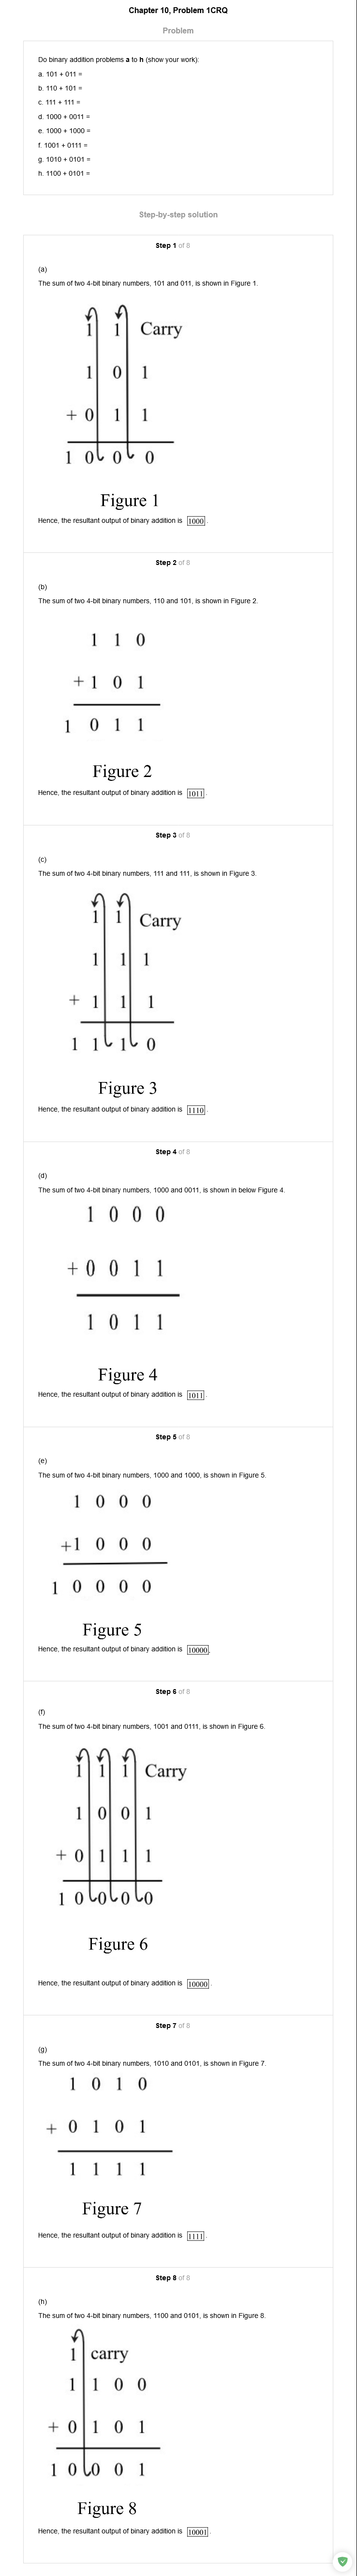 Chapter 10, Problem 1CRQ
Problem
Do binary addition problems a to h (show your work):
a. 101 + 011 =
b. 110 + 101 =
c. 111 + 111 =
d. 1000 + 0011 =
e. 1000 + 1000 =
f. 1001 + 0111 =
g. 1010 + 0101 =
h. 1100 + 0101 =
Step-by-step solution
Step 1 of 8
(a)
The sum of two 4-bit binary numbers, 101 and 011, is shown in Figure 1.
1 1 Carry
1 0 1
+ 0 1 1
1 0 0 0
Figure 1
Hence, the resultant output of binary addition is 1000.
Step 2 of 8
(b)
The sum of two 4-bit binary numbers, 110 and 101, is shown in Figure 2.
1 1 0
+ 1 0 1
1 0 1 1
Figure 2
Hence, the resultant output of binary addition is 1011.
Step 3 of 8
(c)
The sum of two 4-bit binary numbers, 111 and 111, is shown in Figure 3.
1 1 Carry
1 1 1
+ 1 1 1
1 1 1 0
Figure 3
Hence, the resultant output of binary addition is 1110.
Step 4 of 8
(d)
The sum of two 4-bit binary numbers, 1000 and 0011, is shown in below Figure 4.
1 0 0 0
+ 0 0 1 1
1 0 1 1
Figure 4
Hence, the resultant output of binary addition is 1011.
Step 5 of 8
(e)
The sum of two 4-bit binary numbers, 1000 and 1000, is shown in Figure 5.
1 0 0 0
+1 0 0 0
1 0 0 0 0
Figure 5
Hence, the resultant output of binary addition is 10000.
Step 6 of 8
(f)
The sum of two 4-bit binary numbers, 1001 and 0111, is shown in Figure 6.
1 1 1 Carry
1 0 0 1
+ 0 1 1 1
1 0 0 0 0
Figure 6
Hence, the resultant output of binary addition is 10000.
Step 7 of 8
(g)
The sum of two 4-bit binary numbers, 1010 and 0101, is shown in Figure 7.
1 0 1 0
+ 0 1 0 1
1 1 1 1
Figure 7
Hence, the resultant output of binary addition is 1111.
Step 8 of 8
(h)
The sum of two 4-bit binary numbers, 1100 and 0101, is shown in Figure 8.
1 carry
1 1 0 0
+ 0 1 0 1
1 0 0 0 1
Figure 8
Hence, the resultant output of binary addition is 10001.